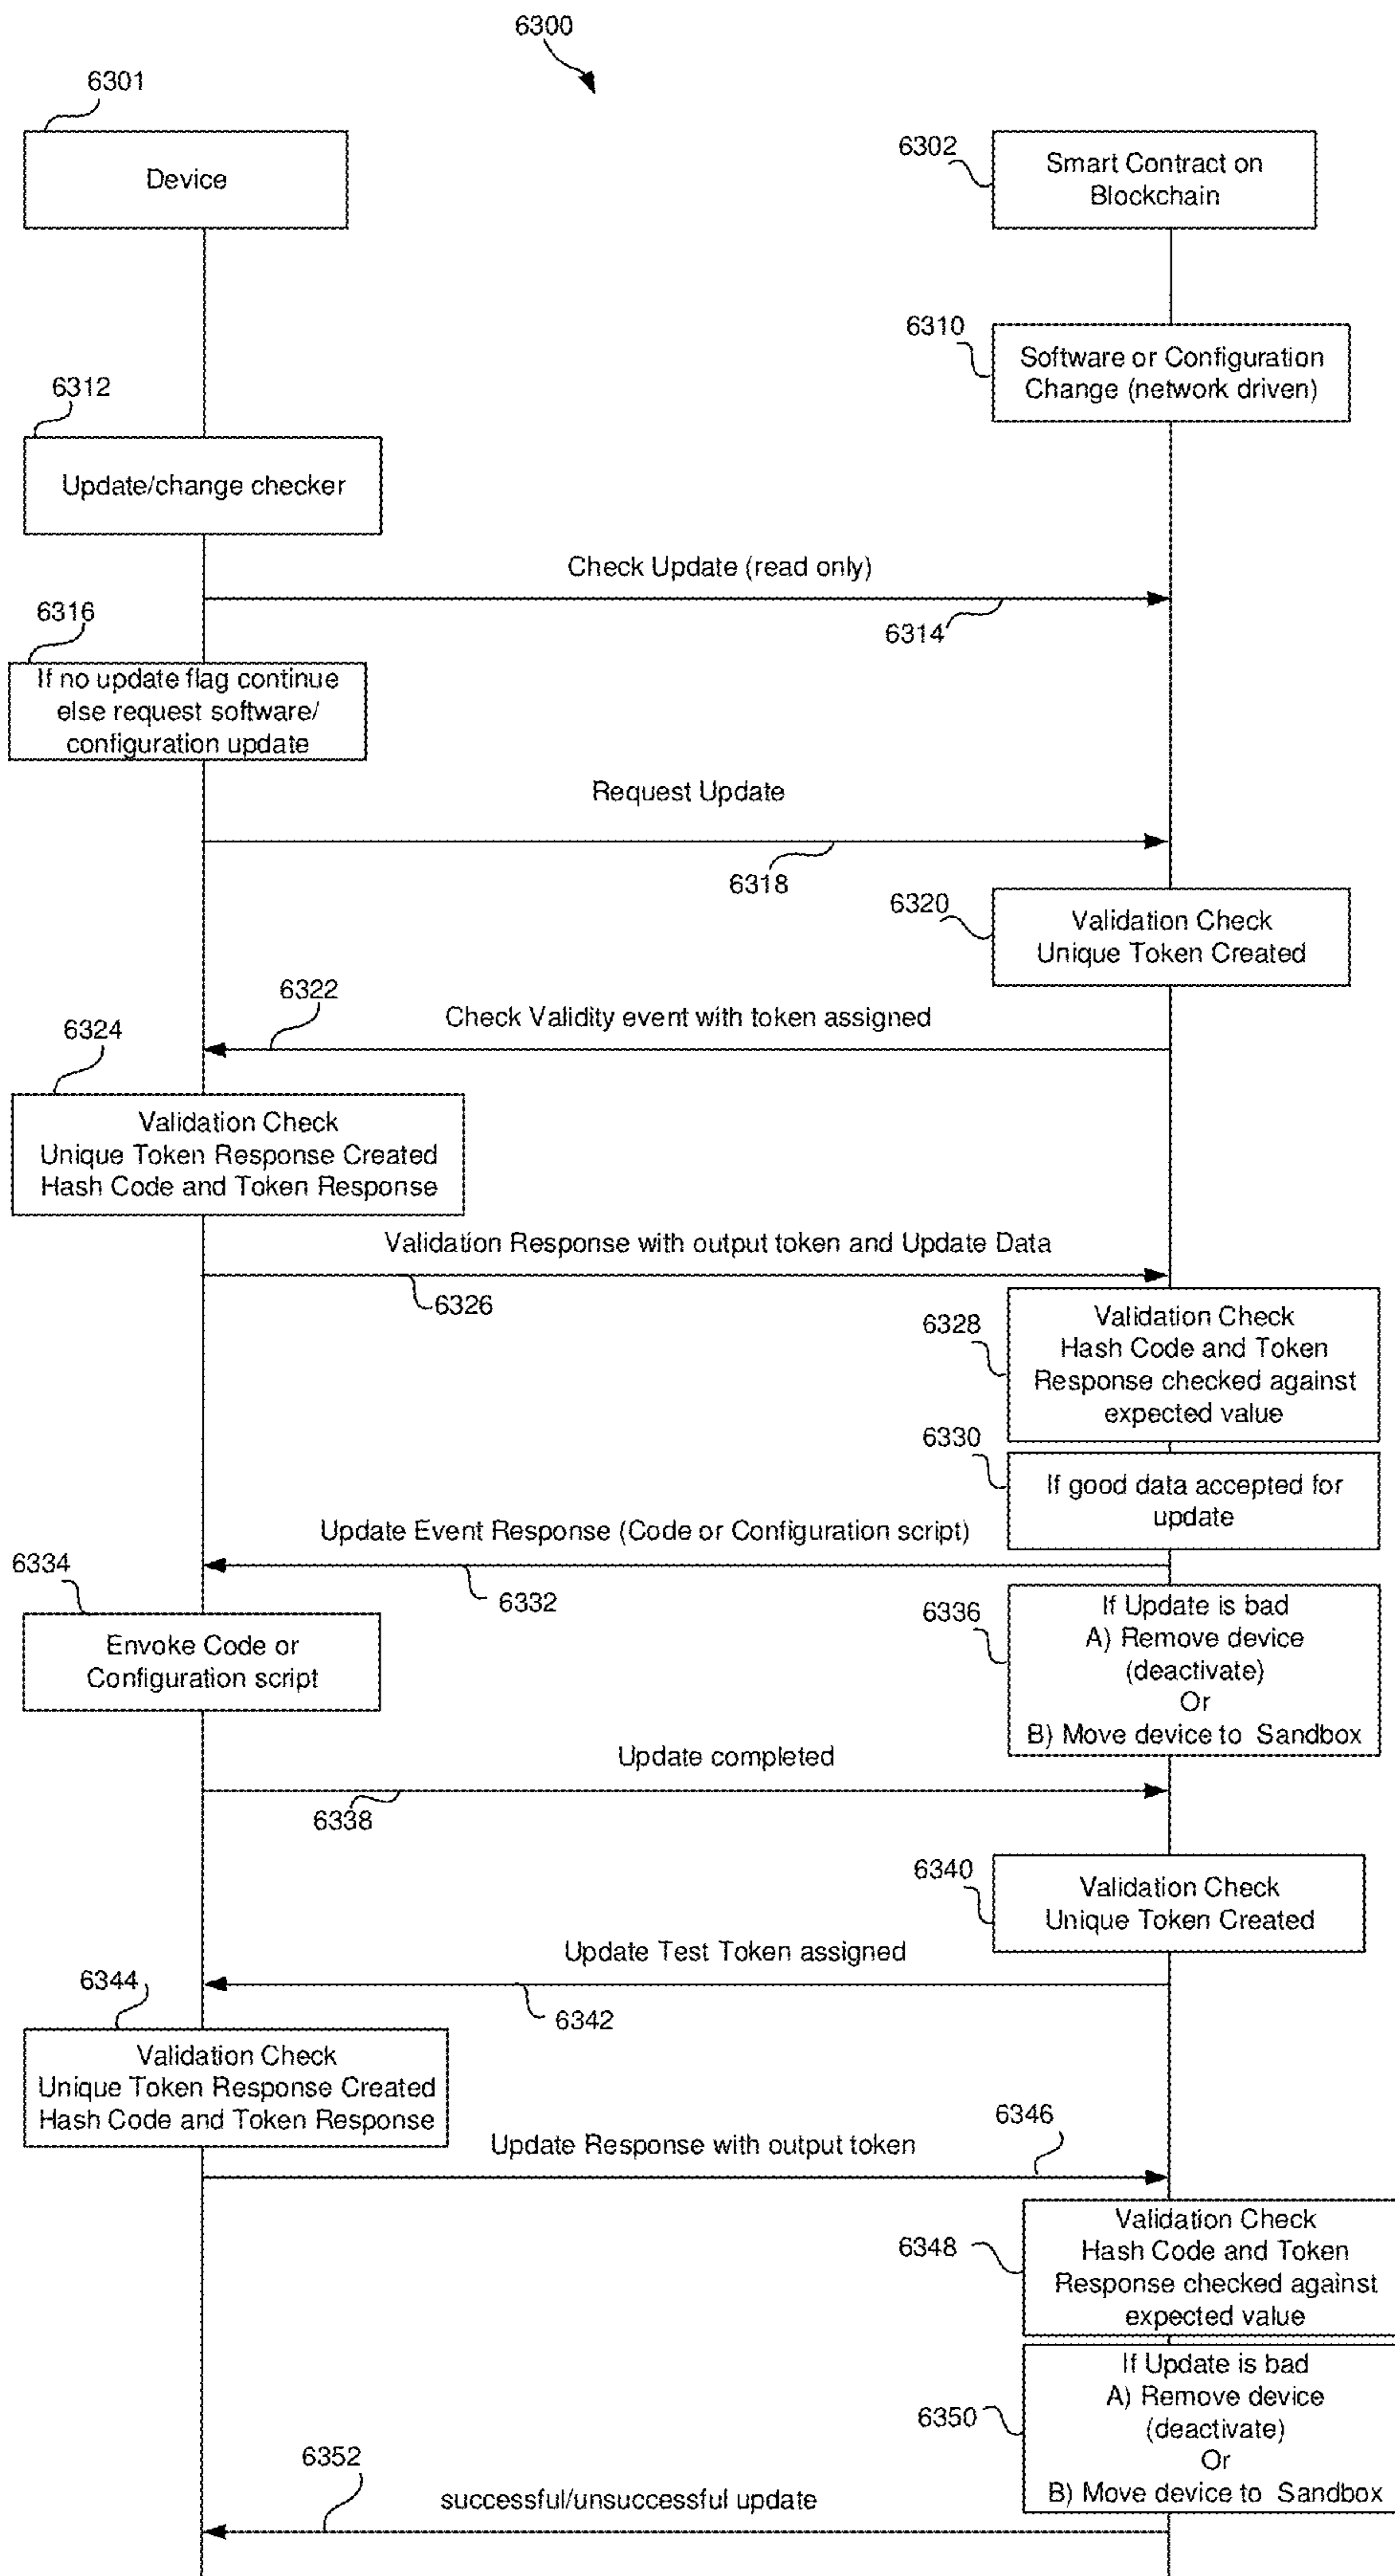 6300
6301
Device
6302
Smart Contract on
Blockchain
6310
Software or Configuration
Change (network driven)
6312
Update/change checker
Check Update (read only)
6314
6316
If no update flag continue
else request software/
configuration update
Request Update
6318
6320
Validation Check
Unique Token Created
6322
Check Validity event with token assigned
6324
Validation Check
Unique Token Response Created
Hash Code and Token Response
Validation Response with output token and Update Data
6326
6328
Validation Check
Hash Code and Token
Response checked against
expected value
6330
If good data accepted for
update
Update Event Response (Code or Configuration script)
6332
6334
Envoke Code or
Configuration script
6336
If Update is bad
A) Remove device
(deactivate)
Or
B) Move device to Sandbox
Update completed
6338
6340
Validation Check
Unique Token Created
Update Test Token assigned
6342
6344
Validation Check
Unique Token Response Created
Hash Code and Token Response
6346
Update Response with output token
6348
Validation Check
Hash Code and Token
Response checked against
expected value
6350
If Update is bad
A) Remove device
(deactivate)
Or
B) Move device to Sandbox
6352
successful/unsuccessful update